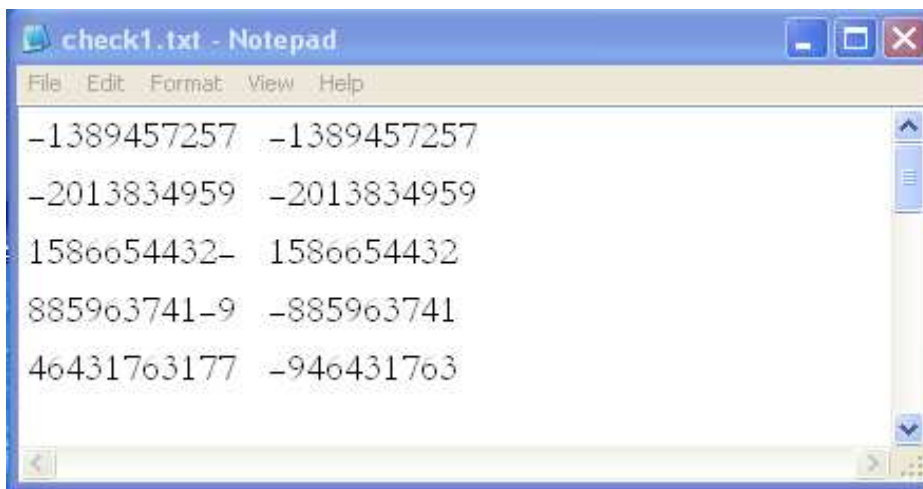 check1.txt - Notepad
File Edit Format View Help
-1389457257 -1389457257
-2013834959 -2013834959
1586654432- 1586654432
885963741-9 -885963741
46431763177 -946431763